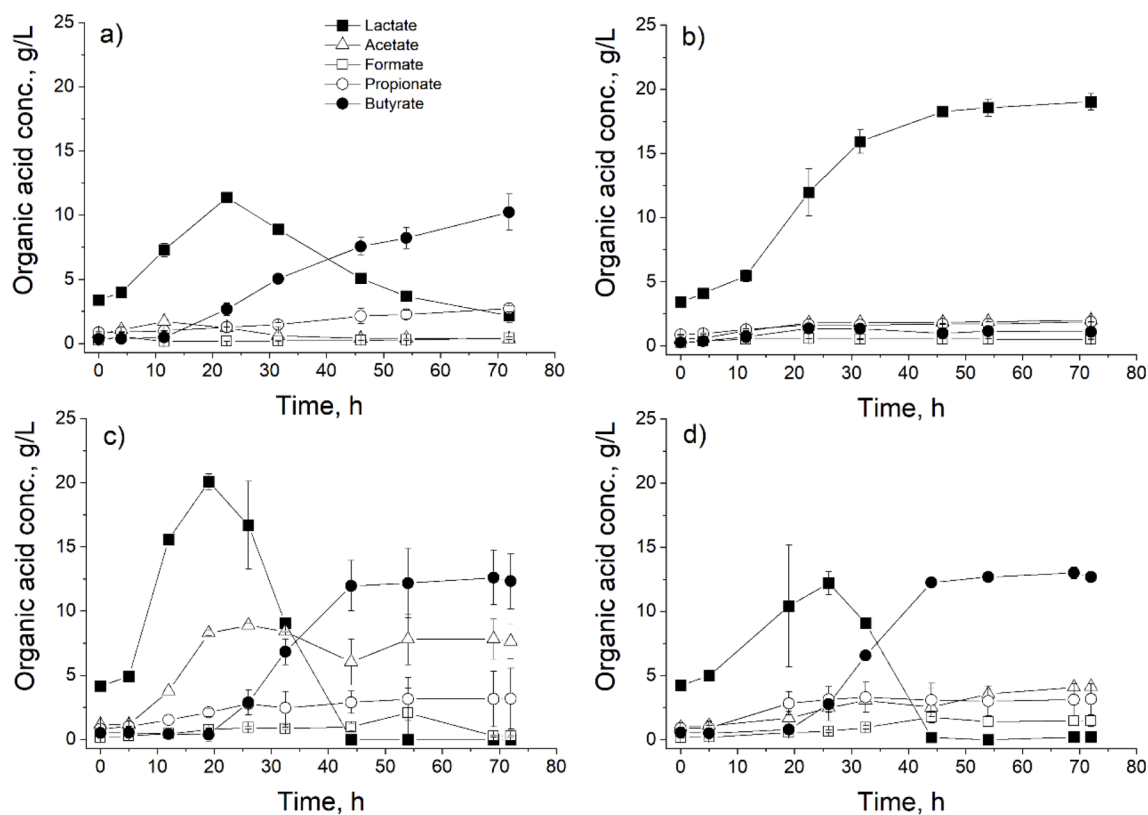 a)
Lactate
Acetate
Formate
Propionate
Butyrate
Organic acid conc., g/L
25
20
15
10
5
0
0 10 20 30 40 50 60 70 80
Time, h
b)
Organic acid conc., g/L
25
20
15
10
5
0
0 10 20 30 40 50 60 70 80
Time, h
c)
Organic acid conc., g/L
25
20
15
10
5
0
0 10 20 30 40 50 60 70 80
Time, h
d)
Organic acid conc., g/L
25
20
15
10
5
0
0 10 20 30 40 50 60 70 80
Time, h